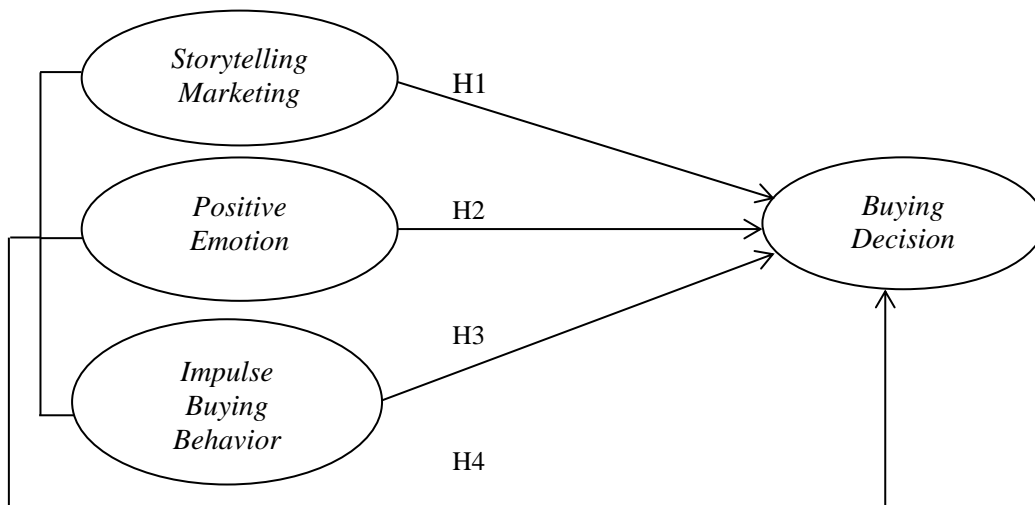 Storytelling
Marketing
H1
Positive
Emotion
H2
Buying
Decision
H3
Impulse
Buying
Behavior
H4